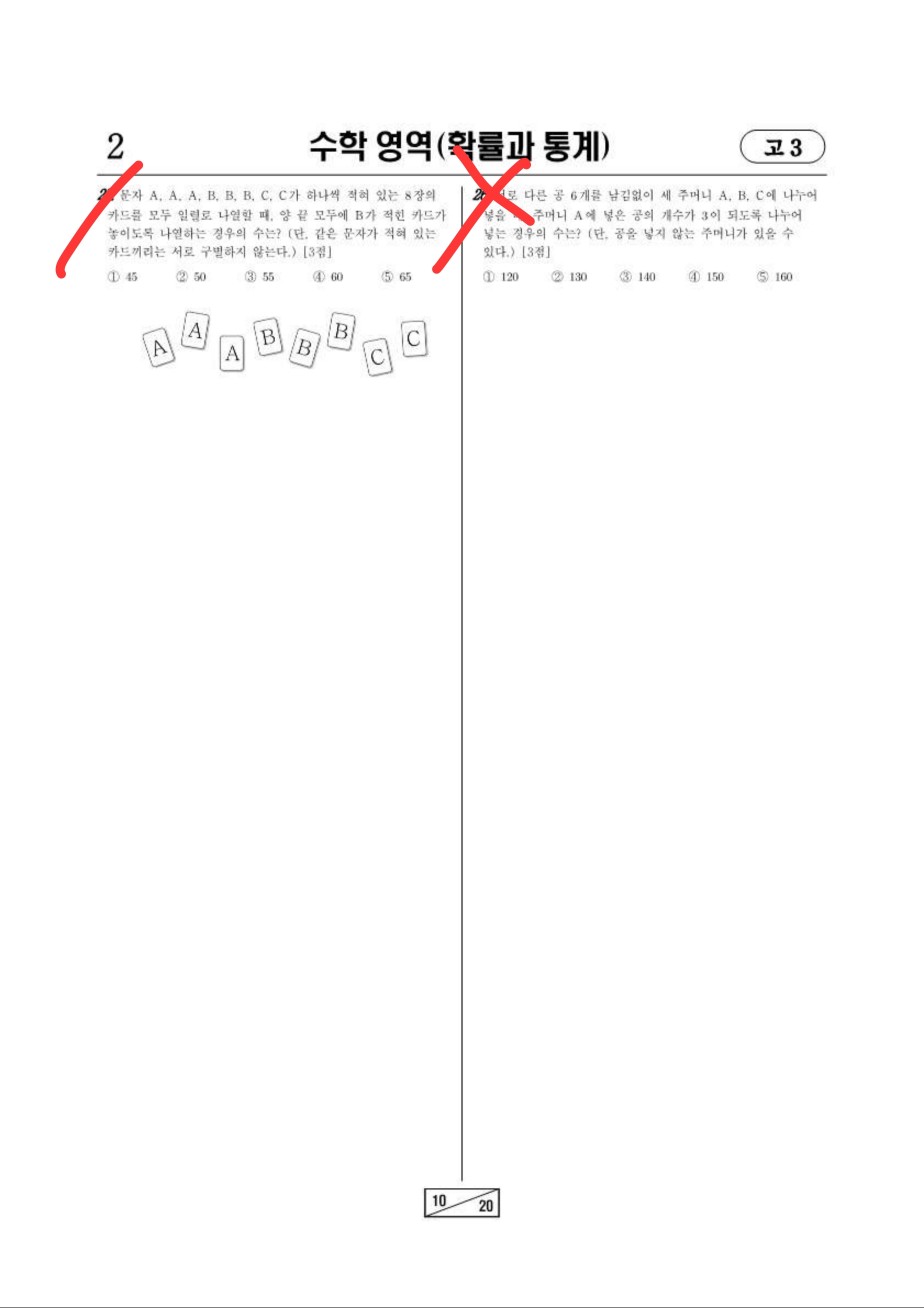 2
수학 영역(확률과 통계)
고 3
문자 A, A, A, B, B, B, C, C가 하나씩 적혀 있는 8장의
카드를 모두 일렬로 나열할 때, 양 끝 모두에 B가 적힌 카드가
놓이도록 나열하는 경우의 수는? (단, 같은 문자가 적혀 있는
카드끼리는 서로 구별하지 않는다.) [3점]
① 45 ② 50 ③ 55 ④ 60 ⑤ 65
A A A B B B C C
다른 공 6개를 남김없이 세 주머니 A, B, C에 나누어
넣을 주머니 A에 넣은 공의 개수가 3이 되도록 나누어
넣는 경우의 수는? (단, 공을 넣지 않는 주머니가 있을 수
있다.) [3점]
① 120 ② 130 ③ 140 ④ 150 ⑤ 160
10
20